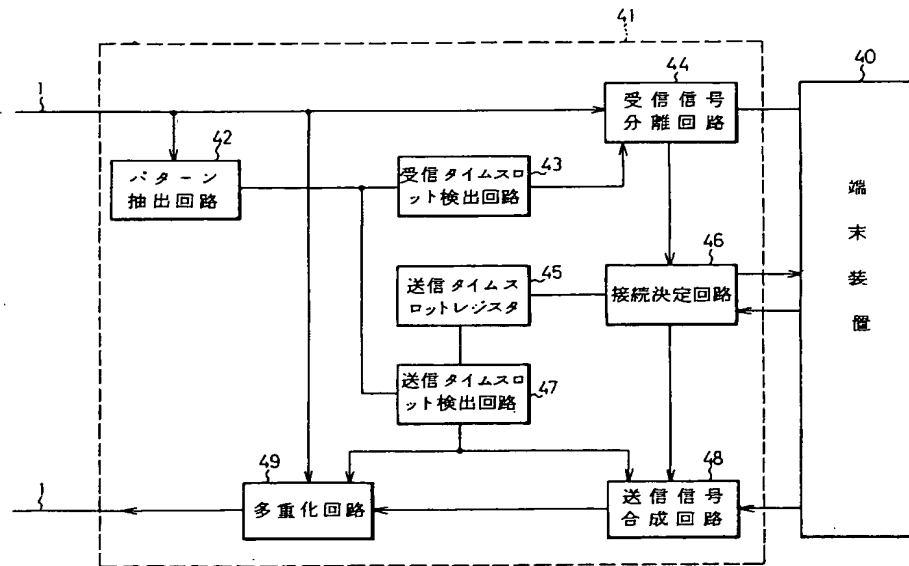 41
44
40
1
受信信号
分離回路
42
パターン
抽出回路
43
受信タイムスロ
ット検出回路
端末装置
46
接続決定回路
45
送信タイムス
ロットレジスタ
送信タイムスロ
ット検出回路
47
49
多重化回路
48
送信信号
合成回路
1